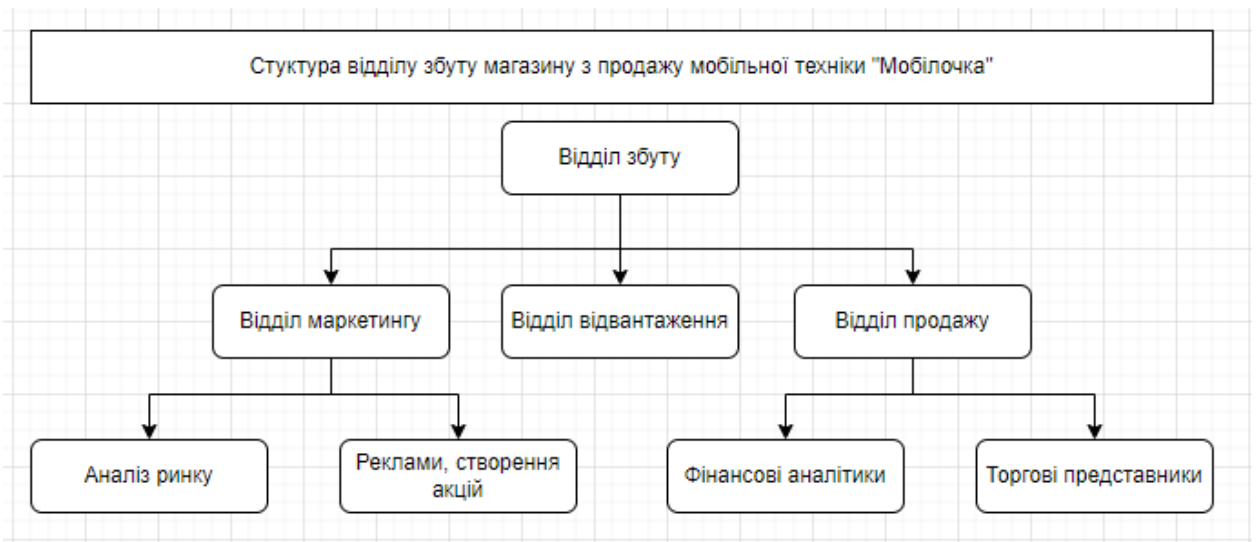 Стуктура відділу збуту магазину з продажу мобільної техніки "Мобілочка"
Відділ збуту
Відділ маркетингу
Відділ відвантаження
Відділ продажу
Аналіз ринку
Реклами, створення
акцій
Фінансові аналітики
Торгові представники